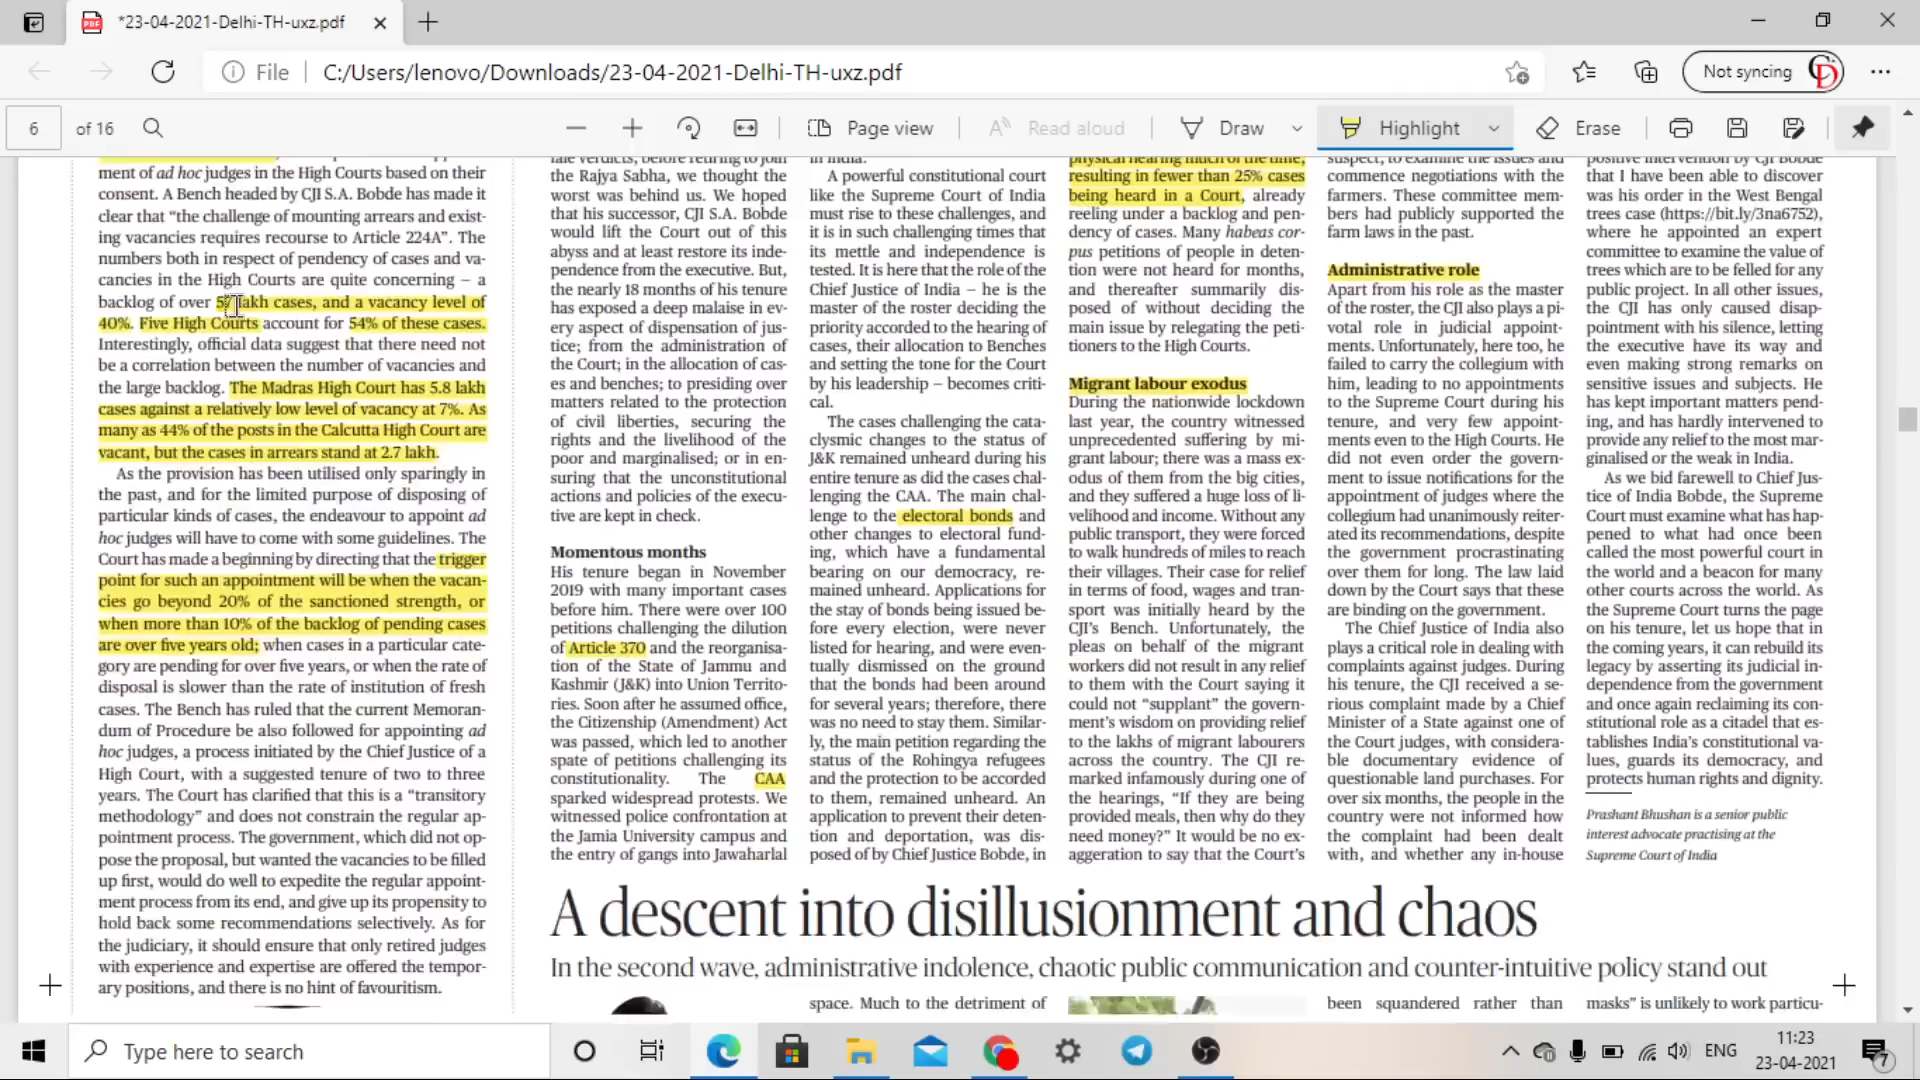 *23-04-2021-Delhi-TH-uxz.pdf
File
C:/Users/lenovo/Downloads/23-04-2021-Delhi-TH-uxz.pdf
Not syncing
6
of 16
Page view
Read aloud
Draw
Highlight
Erase
ment of ad hoc judges in the High Courts based on their
consent. A Bench headed by CJI S.A. Bobde has made it
clear that “the challenge of mounting arrears and exist-
ing vacancies requires recourse to Article 224A”. The
numbers both in respect of pendency of cases and va-
cancies in the High Courts are quite concerning – a
backlog of over lakh cases, and a vacancy level of
40%. Five High Courts account for 54% of these cases.
Interestingly, official data suggest that there need not
be a correlation between the number of vacancies and
the large backlog. The Madras High Court has 5.8 lakh
cases against a relatively low level of vacancy at 7%. As
many as 44% of the posts in the Calcutta High Court are
vacant, but the cases in arrears stand at 2.7 lakh.
As the provision has been utilised only sparingly in
the past, and for the limited purpose of disposing of
particular kinds of cases, the endeavour to appoint ad
hoc judges will have to come with some guidelines. The
Court has made a beginning by directing that the trigger
point for such an appointment will be when the vacan-
cies go beyond 20% of the sanctioned strength, or
when more than 10% of the backlog of pending cases
are over five years old; when cases in a particular cate-
gory are pending for over five years, or when the rate of
disposal is slower than the rate of institution of fresh
cases. The Bench has ruled that the current Memoran-
dum of Procedure be also followed for appointing ad
hoc judges, a process initiated by the Chief Justice of a
High Court, with a suggested tenure of two to three
years. The Court has clarified that this is a “transitory
methodology” and does not constrain the regular ap-
pointment process. The government, which did not op-
pose the proposal, but wanted the vacancies to be filled
up first, would do well to expedite the regular appoint-
ment process from its end, and give up its propensity to
hold back some recommendations selectively. As for
the judiciary, it should ensure that only retired judges
with experience and expertise are offered the tempor-
ary positions, and there is no hint of favouritism.
late verdicts, before retiring to join
the Rajya Sabha, we thought the
worst was behind us. We hoped
that his successor, CJI S.A. Bobde
would lift the Court out of this
abyss and at least restore its inde-
pendence from the executive. But,
the nearly 18 months of his tenure
has exposed a deep malaise in ev-
ery aspect of dispensation of jus-
tice; from the administration of
the Court; in the allocation of cas-
es and benches; to presiding over
matters related to the protection
of civil liberties, securing the
rights and the livelihood of the
poor and marginalised; or in en-
suring that the unconstitutional
actions and policies of the execu-
tive are kept in check.
Momentous months
His tenure began in November
2019 with many important cases
before him. There were over 100
petitions challenging the dilution
of Article 370 and the reorganisa-
tion of the State of Jammu and
Kashmir (J&K) into Union Territo-
ries. Soon after he assumed office,
the Citizenship (Amendment) Act
was passed, which led to another
spate of petitions challenging its
constitutionality. The CAA
sparked widespread protests. We
witnessed police confrontation at
the Jamia University campus and
the entry of gangs into Jawaharlal
in India.
A powerful constitutional court
like the Supreme Court of India
must rise to these challenges, and
it is in such challenging times that
its mettle and independence is
tested. It is here that the role of the
Chief Justice of India – he is the
master of the roster deciding the
priority accorded to the hearing of
cases, their allocation to Benches
and setting the tone for the Court
by his leadership – becomes criti-
cal.
The cases challenging the cata-
clysmic changes to the status of
J&K remained unheard during his
entire tenure as did the cases chal-
lenging the CAA. The main chal-
lenge to the electoral bonds and
other changes to electoral fund-
ing, which have a fundamental
bearing on our democracy, re-
mained unheard. Applications for
the stay of bonds being issued be-
fore every election, were never
listed for hearing, and were even-
tually dismissed on the ground
that the bonds had been around
for several years; therefore, there
was no need to stay them. Similar-
ly, the main petition regarding the
status of the Rohingya refugees
and the protection to be accorded
to them, remained unheard. An
application to prevent their deten-
tion and deportation, was dis-
posed of by Chief Justice Bobde, in
physical hearing much of the time,
resulting in fewer than 25% cases
being heard in a Court, already
reeling under a backlog and pen-
dency of cases. Many habeas cor-
pus petitions of people in deten-
tion were not heard for months,
and thereafter summarily dis-
posed of without deciding the
main issue by relegating the peti-
tioners to the High Courts.
Migrant labour exodus
During the nationwide lockdown
last year, the country witnessed
unprecedented suffering by mi-
grant labour; there was a mass ex-
odus of them from the big cities,
and they suffered a huge loss of li-
velihood and income. Without any
public transport, they were forced
to walk hundreds of miles to reach
their villages. Their case for relief
in terms of food, wages and tran-
sport was initially heard by the
CJI’s Bench. Unfortunately, the
pleas on behalf of the migrant
workers did not result in any relief
to them with the Court saying it
could not “supplant” the govern-
ment’s wisdom on providing relief
to the lakhs of migrant labourers
across the country. The CJI re-
marked infamously during one of
the hearings, “If they are being
provided meals, then why do they
need money?” It would be no ex-
aggeration to say that the Court’s
suspect, to examine the issues and
commence negotiations with the
farmers. These committee mem-
bers had publicly supported the
farm laws in the past.
Administrative role
Apart from his role as the master
of the roster, the CJI also plays a pi-
votal role in judicial appoint-
ments. Unfortunately, here too, he
failed to carry the collegium with
him, leading to no appointments
to the Supreme Court during his
tenure, and very few appoint-
ments even to the High Courts. He
did not even order the govern-
ment to issue notifications for the
appointment of judges where the
collegium had unanimously reiter-
ated its recommendations, despite
the government procrastinating
over them for long. The law laid
down by the Court says that these
are binding on the government.
The Chief Justice of India also
plays a critical role in dealing with
complaints against judges. During
his tenure, the CJI received a se-
rious complaint made by a Chief
Minister of a State against one of
the Court judges, with considera-
ble documentary evidence of
questionable land purchases. For
over six months, the people in the
country were not informed how
the complaint had been dealt
with, and whether any in-house
positive intervention by CJI Bobde
that I have been able to discover
was his order in the West Bengal
trees case (https://bit.ly/3na6752),
where he appointed an expert
committee to examine the value of
trees which are to be felled for any
public project. In all other issues,
the CJI has only caused disap-
pointment with his silence, letting
the executive have its way and
even making strong remarks on
sensitive issues and subjects. He
has kept important matters pend-
ing, and has hardly intervened to
provide any relief to the most mar-
ginalised or the weak in India.
As we bid farewell to Chief Jus-
tice of India Bobde, the Supreme
Court must examine what has hap-
pened to what had once been
called the most powerful court in
the world and a beacon for many
other courts across the world. As
the Supreme Court turns the page
on his tenure, let us hope that in
the coming years, it can rebuild its
legacy by asserting its judicial in-
dependence from the government
and once again reclaiming its con-
stitutional role as a citadel that es-
tablishes India’s constitutional va-
lues, guards its democracy, and
protects human rights and dignity.
Prashant Bhushan is a senior public
interest advocate practising at the
Supreme Court of India
A descent into disillusionment and chaos
In the second wave, administrative indolence, chaotic public communication and counter-intuitive policy stand out
space. Much to the detriment of
been squandered rather than
masks” is unlikely to work particu-
Type here to search
ENG
11:23
23-04-2021
7